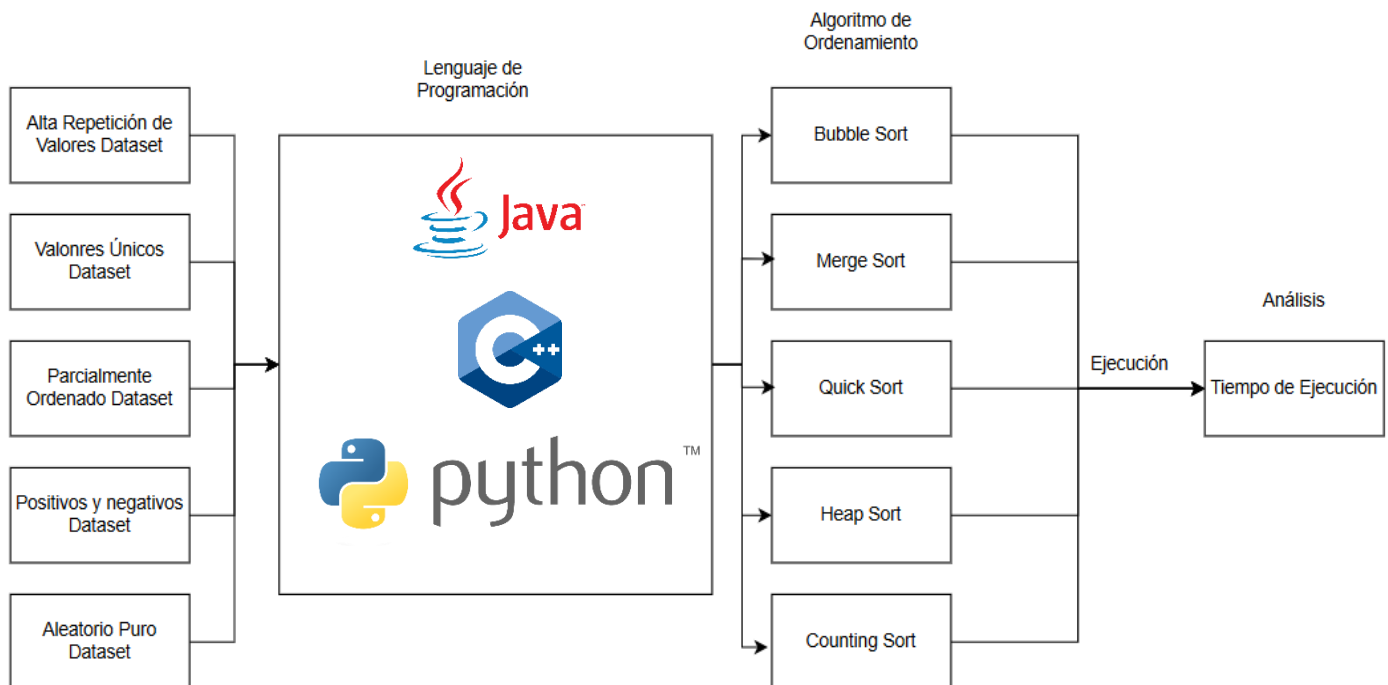 Alta Repetición de
Valores Dataset
Valonres Únicos
Dataset
Parcialmente
Ordenado Dataset
Positivos y negativos
Dataset
Aleatorio Puro
Dataset
Lenguaje de
Programación
Java
C++
python™
Algoritmo de
Ordenamiento
Bubble Sort
Merge Sort
Quick Sort
Heap Sort
Counting Sort
Ejecución
Análisis
Tiempo de Ejecución